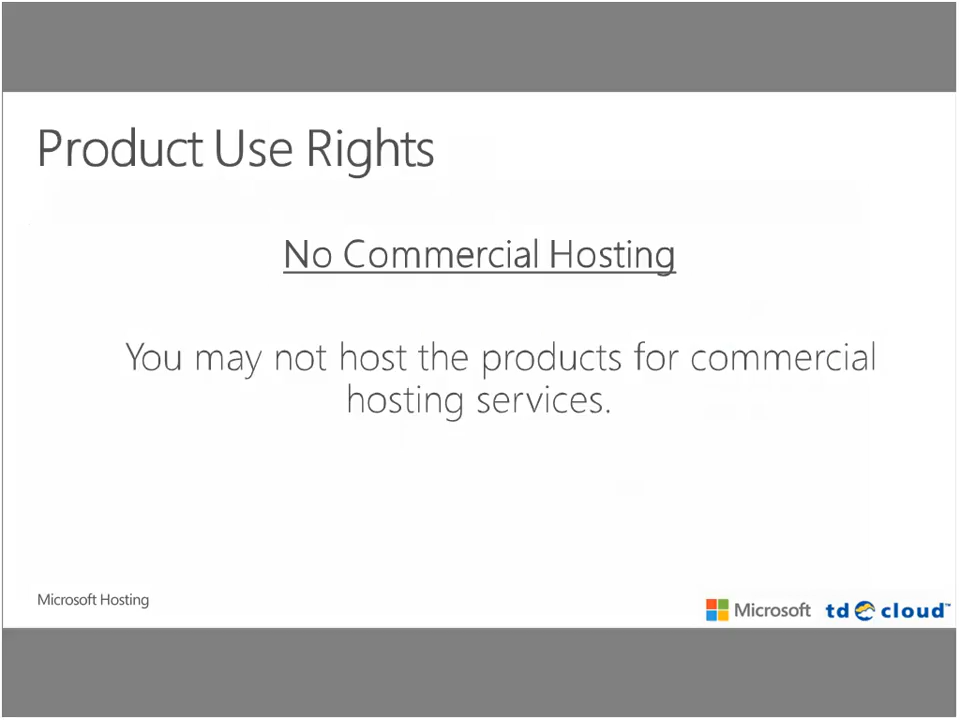 Product Use Rights
No Commercial Hosting
You may not host the products for commercial
hosting services.
Microsoft Hosting
Microsoft td cloud™